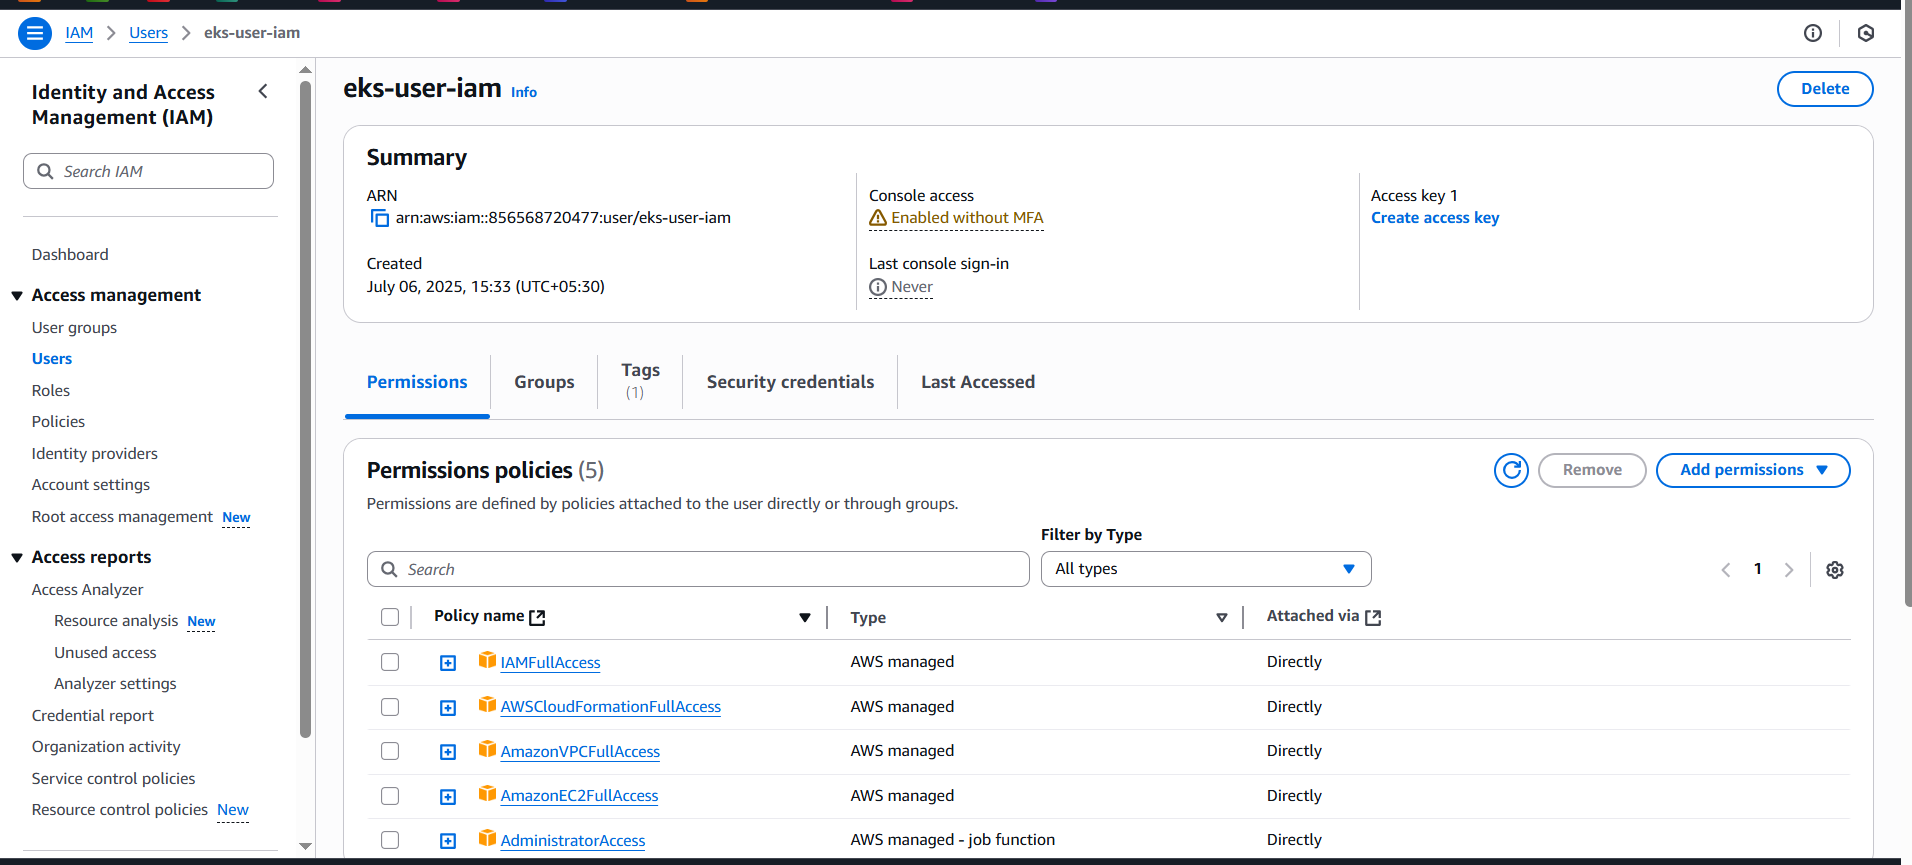 IAM > Users > eks-user-iam
Identity and Access Management (IAM)
Search IAM
Dashboard
Access management
User groups
Users
Roles
Policies
Identity providers
Account settings
Root access management New
Access reports
Access Analyzer
Resource analysis New
Unused access
Analyzer settings
Credential report
Organization activity
Service control policies
Resource control policies New
eks-user-iam Info
Delete
Summary
ARN
arn:aws:iam::856568720477:user/eks-user-iam
Created
July 06, 2025, 15:33 (UTC+05:30)
Console access
Enabled without MFA
Last console sign-in
Never
Access key 1
Create access key
Permissions
Groups
Tags
(1)
Security credentials
Last Accessed
Permissions policies (5)
Remove
Add permissions
Permissions are defined by policies attached to the user directly or through groups.
Filter by Type
Search
All types
1
Policy name Type Attached via
IAMFullAccess AWS managed Directly
AWSCloudFormationFullAccess AWS managed Directly
AmazonVPCFullAccess AWS managed Directly
AmazonEC2FullAccess AWS managed Directly
AdministratorAccess AWS managed - job function Directly